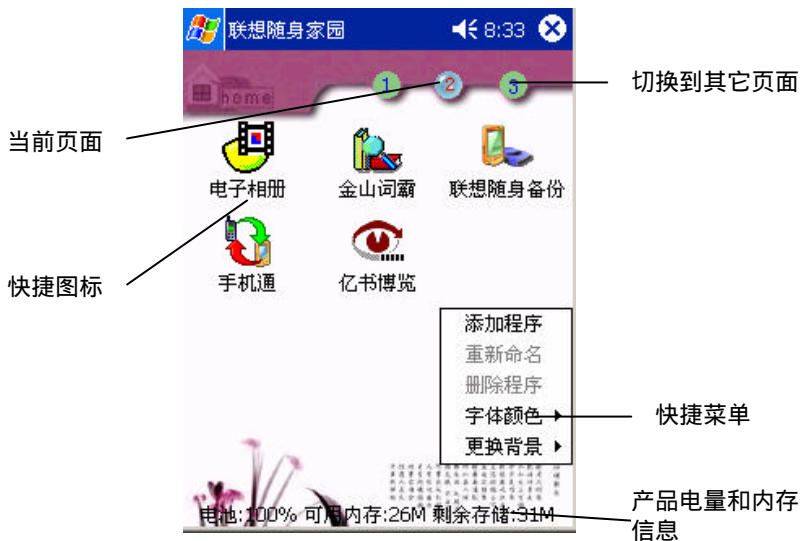 联想随身家园 8:33
home
1 2 3
切换到其它页面
当前页面
电子相册 金山词霸 联想随身备份
快捷图标
手机通 亿书博览
添加程序
重新命名
删除程序
字体颜色
快捷菜单
更换背景
电池:100% 可用内存:26M 剩余存储:31M
产品电量和内存
信息